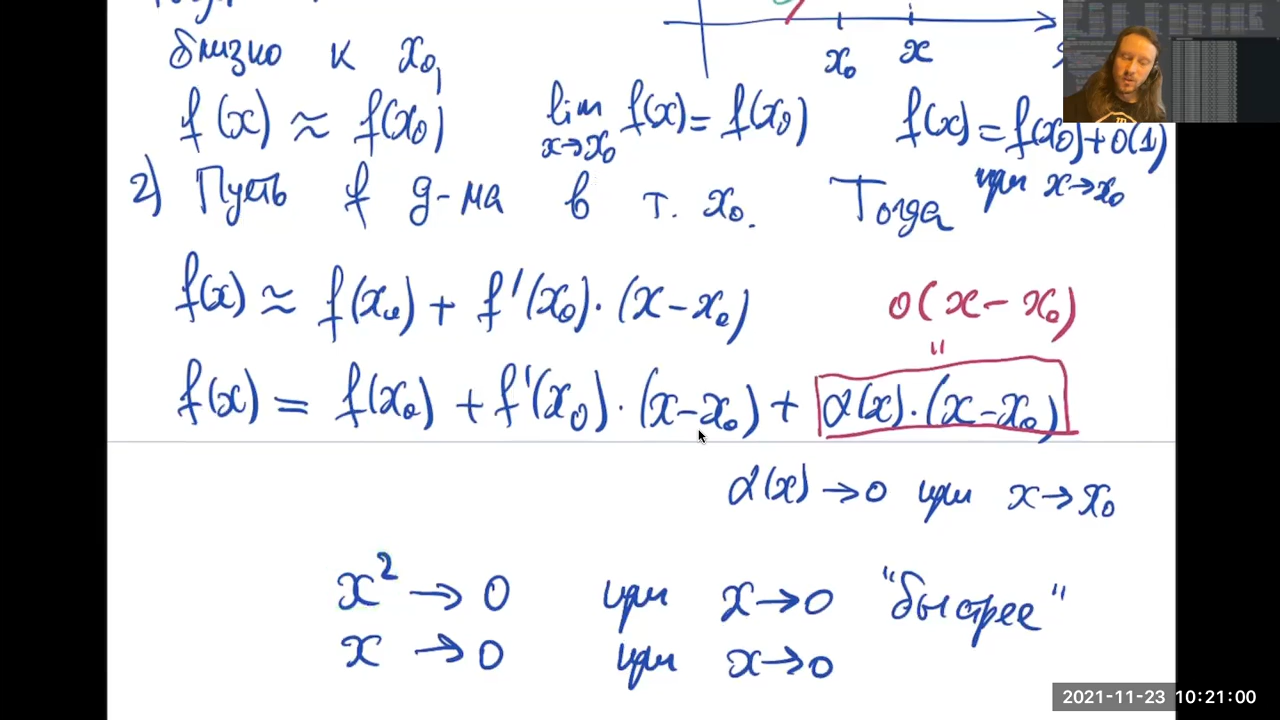 близко к x₀,
x₀ x
f(x) ≈ f(x₀) lim f(x) = f(x₀) f(x) = f(x₀) + o(1)
x→x₀ при x→x₀
2) Пусть f д-ма в т. x₀. Тогда
f(x) ≈ f(x₀) + f'(x₀)·(x−x₀) o(x−x₀)
"
f(x) = f(x₀) + f'(x₀)·(x−x₀) + α(x)·(x−x₀)
α(x) → 0 при x→x₀
x² → 0 при x→0 "быстрее"
x → 0 при x→0
2021-11-23 10:21:00